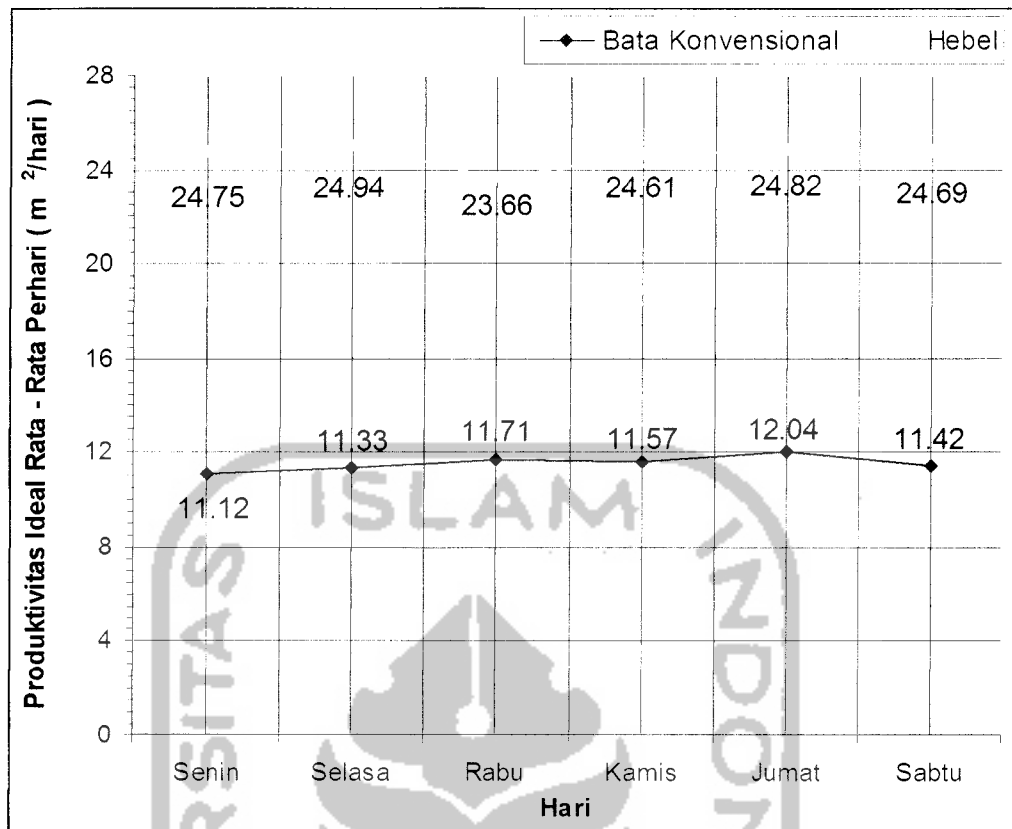 Bata Konvensional Hebel
Produktivitas Ideal Rata - Rata Perhari ( m ²/hari )
28
24
20
16
12
8
4
0
24.75 24.94 23.66 24.61 24.82 24.69
11.12 11.33 11.71 11.57 12.04 11.42
Senin Selasa Rabu Kamis Jumat Sabtu
Hari
ISLAM